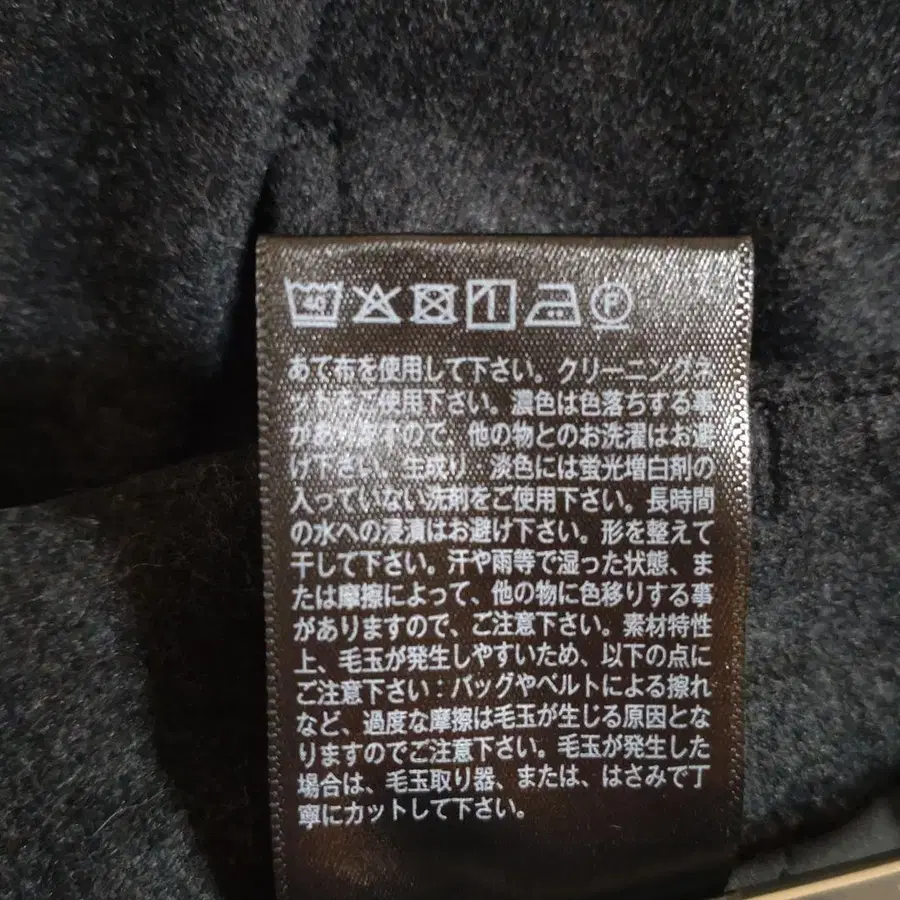 40 P
あて布を使用して下さい。クリーニングネ
ットをご使用下さい。濃色は色落ちする事
がありますので、他の物とのお洗濯はお避
け下さい。生成り:淡色には蛍光増白剤の
入っていない洗剤をご使用下さい。長時間
の水への浸漬はお避け下さい。形を整えて
干して下さい。汗や雨等で湿った状態、ま
たは摩擦によって、他の物に色移りする事
がありますので、ご注意下さい。素材特性
上、毛玉が発生しやすいため、以下の点に
ご注意下さい:バッグやベルトによる擦れ
など、過度な摩擦は毛玉が生じる原因とな
りますのでご注意下さい。毛玉が発生した
場合は、毛玉取り器、または、はさみで丁
寧にカットして下さい。